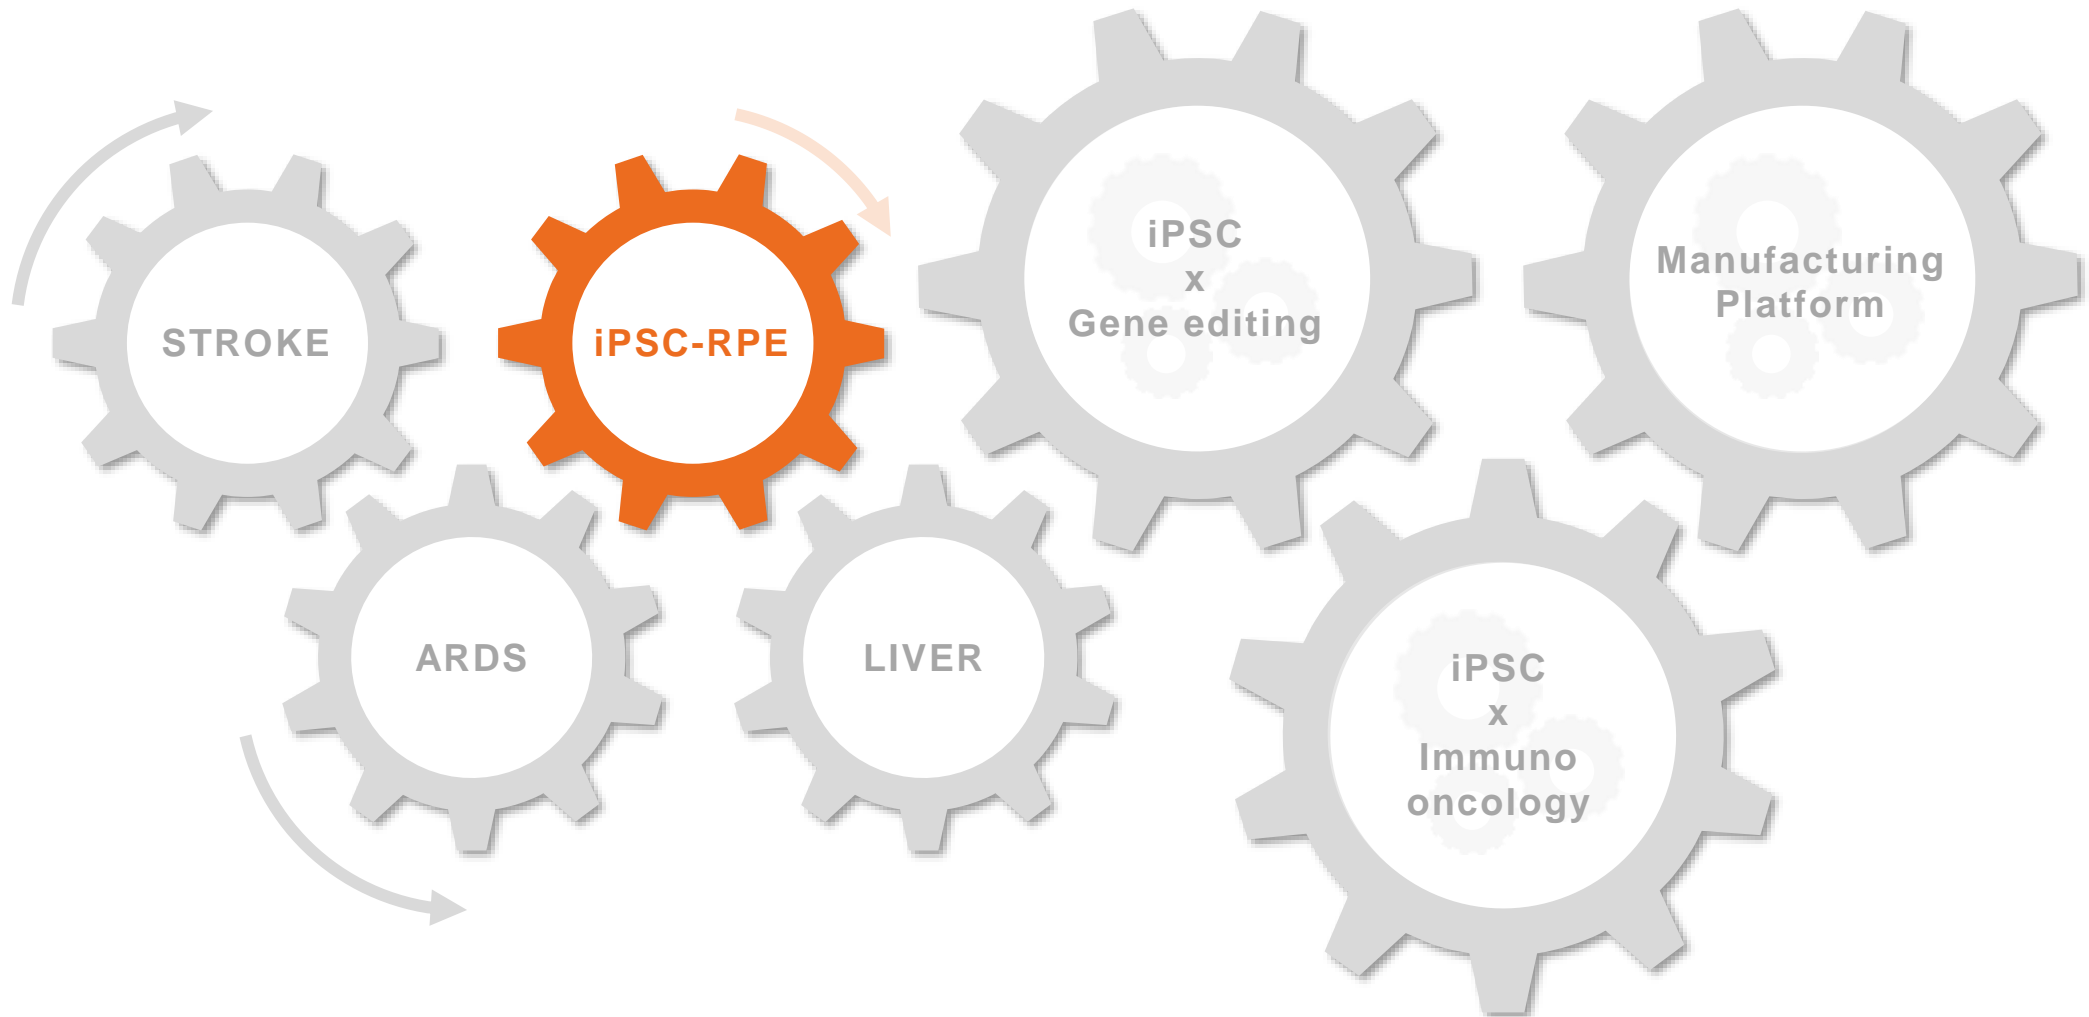 STROKE
iPSC-RPE
iPSC
x
Gene editing
Manufacturing
Platform
ARDS
LIVER
iPSC
x
Immuno
oncology